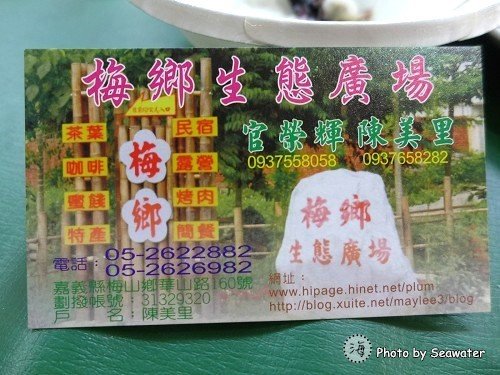 梅鄉生態廣場
官榮輝 陳美里
0937558058 0937658282
茶葉
咖啡
蜜餞
特產
梅鄉
民宿
露營
烤肉
簡餐
梅鄉
生態廣場
電話：05-2622882
05-2626982
嘉義縣梅山鄉華山路160號
劃撥帳號：31329320
戶 名：陳美里
網址：
www.hipage.hinet.net/plum
http://blog.xuite.net/maylee3/blog
海 Photo by Seawater